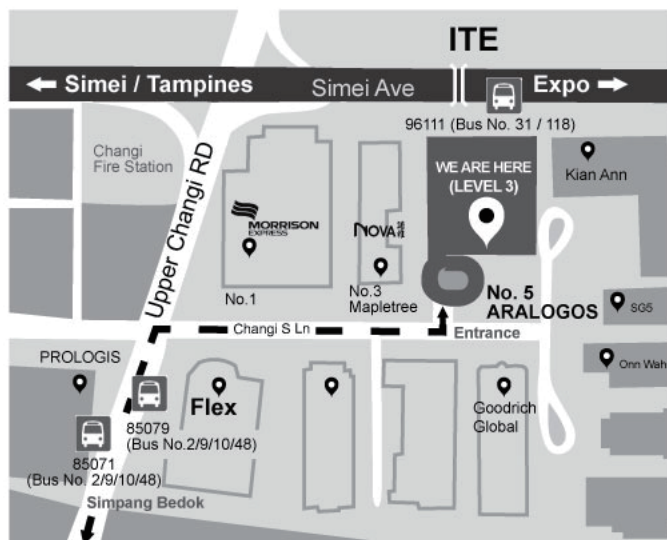 ITE
Simei / Tampines
Simei Ave
Expo
96111 (Bus No. 31 / 118)
Changi
Fire Station
Upper Changi RD
WE ARE HERE
(LEVEL 3)
Kian Ann
MORRISON
EXPRESS
NOVA
No.1
No.3
Mapletree
No. 5
ARALOGOS
SG5
Changi S Ln
Entrance
PROLOGIS
Onn Wah
Flex
Goodrich
Global
85079
(Bus No.2/9/10/48)
85071
(Bus No. 2/9/10/48)
Simpang Bedok